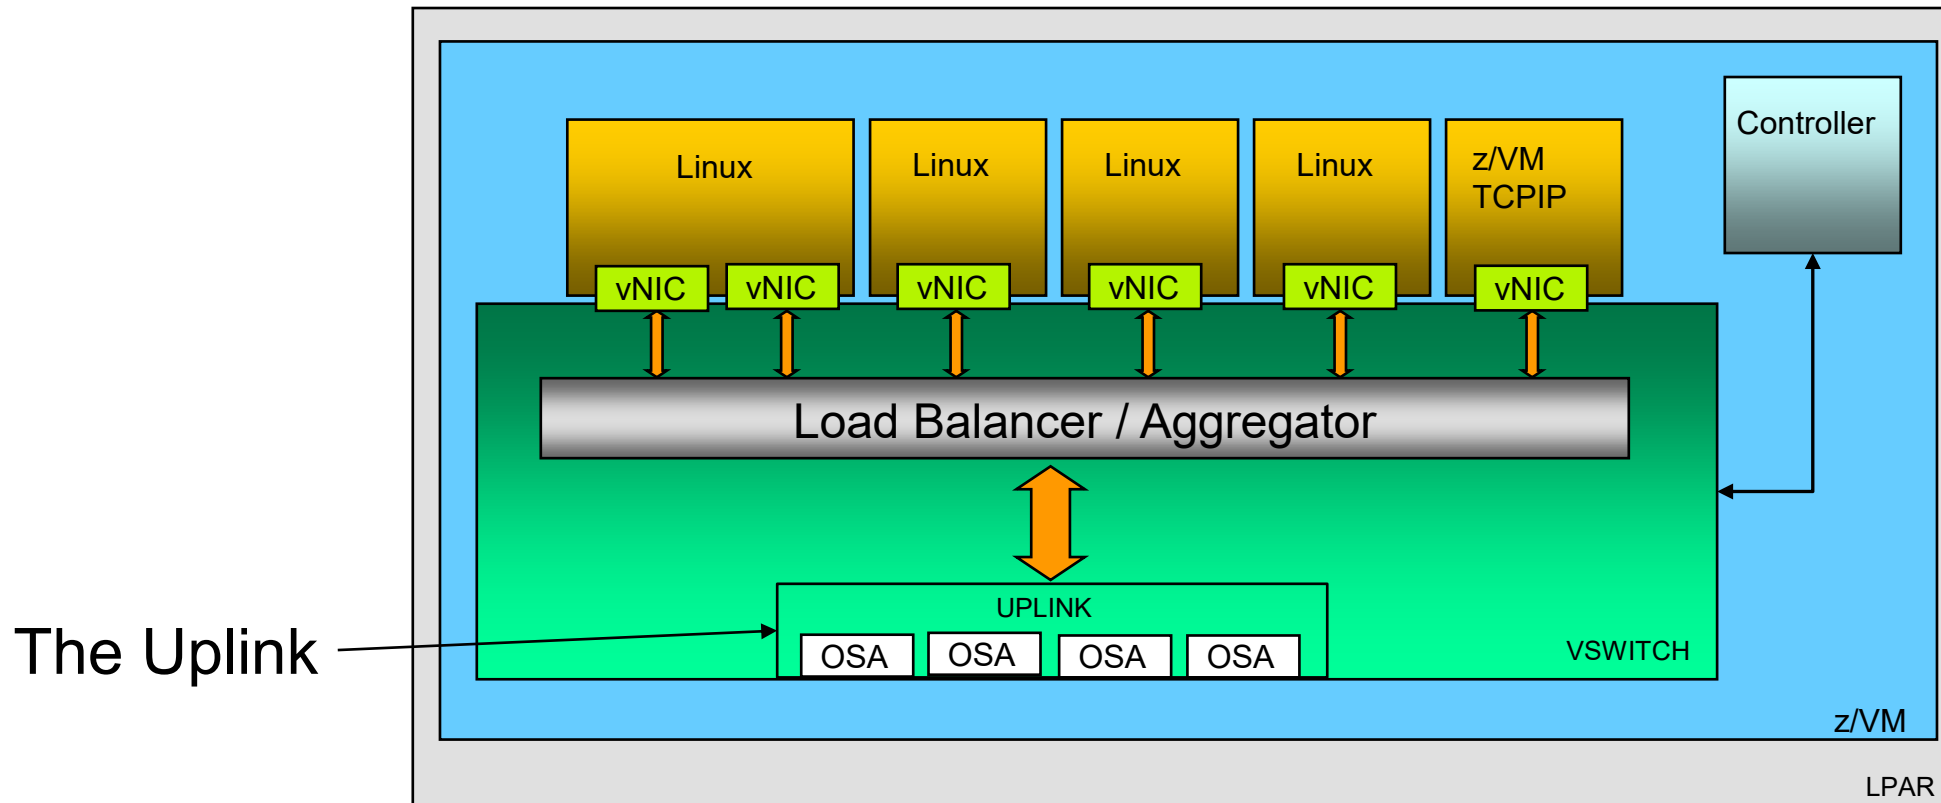 Controller
Linux
Linux
Linux
Linux
z/VM
TCPIP
vNIC
vNIC
vNIC
vNIC
vNIC
vNIC
Load Balancer / Aggregator
UPLINK
The Uplink
OSA
OSA
OSA
OSA
VSWITCH
z/VM
LPAR